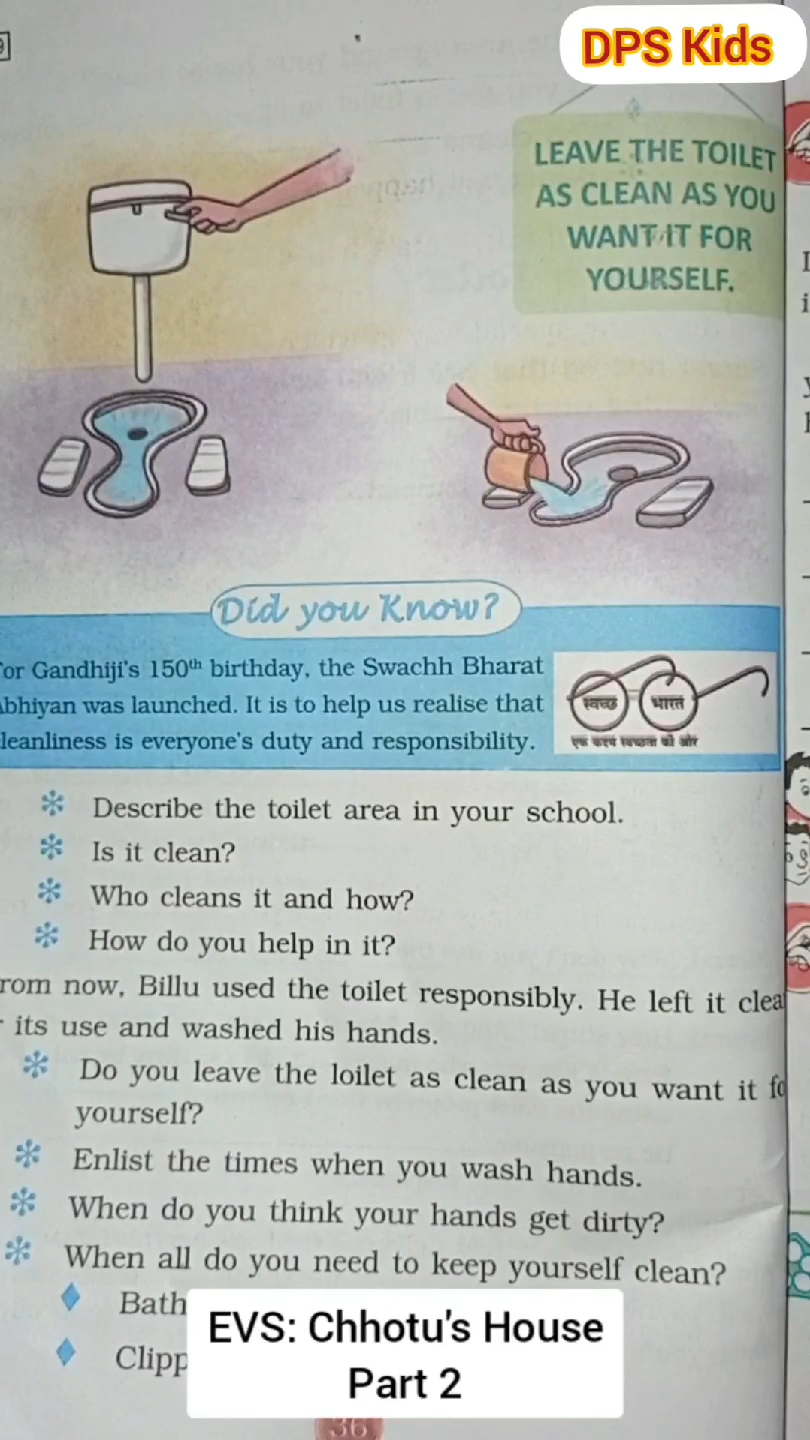 DPS Kids
LEAVE THE TOILET
AS CLEAN AS YOU
WANT IT FOR
YOURSELF.
Did you Know?
or Gandhiji's 150th birthday, the Swachh Bharat
bhiyan was launched. It is to help us realise that
leanliness is everyone's duty and responsibility.
स्वच्छ भारत
एक कदम स्वच्छता की ओर
Describe the toilet area in your school.
Is it clean?
Who cleans it and how?
How do you help in it?
rom now, Billu used the toilet responsibly. He left it clea
its use and washed his hands.
Do you leave the loilet as clean as you want it fo
yourself?
Enlist the times when you wash hands.
When do you think your hands get dirty?
When all do you need to keep yourself clean?
Bath
Clipp
EVS: Chhotu's House
Part 2
36